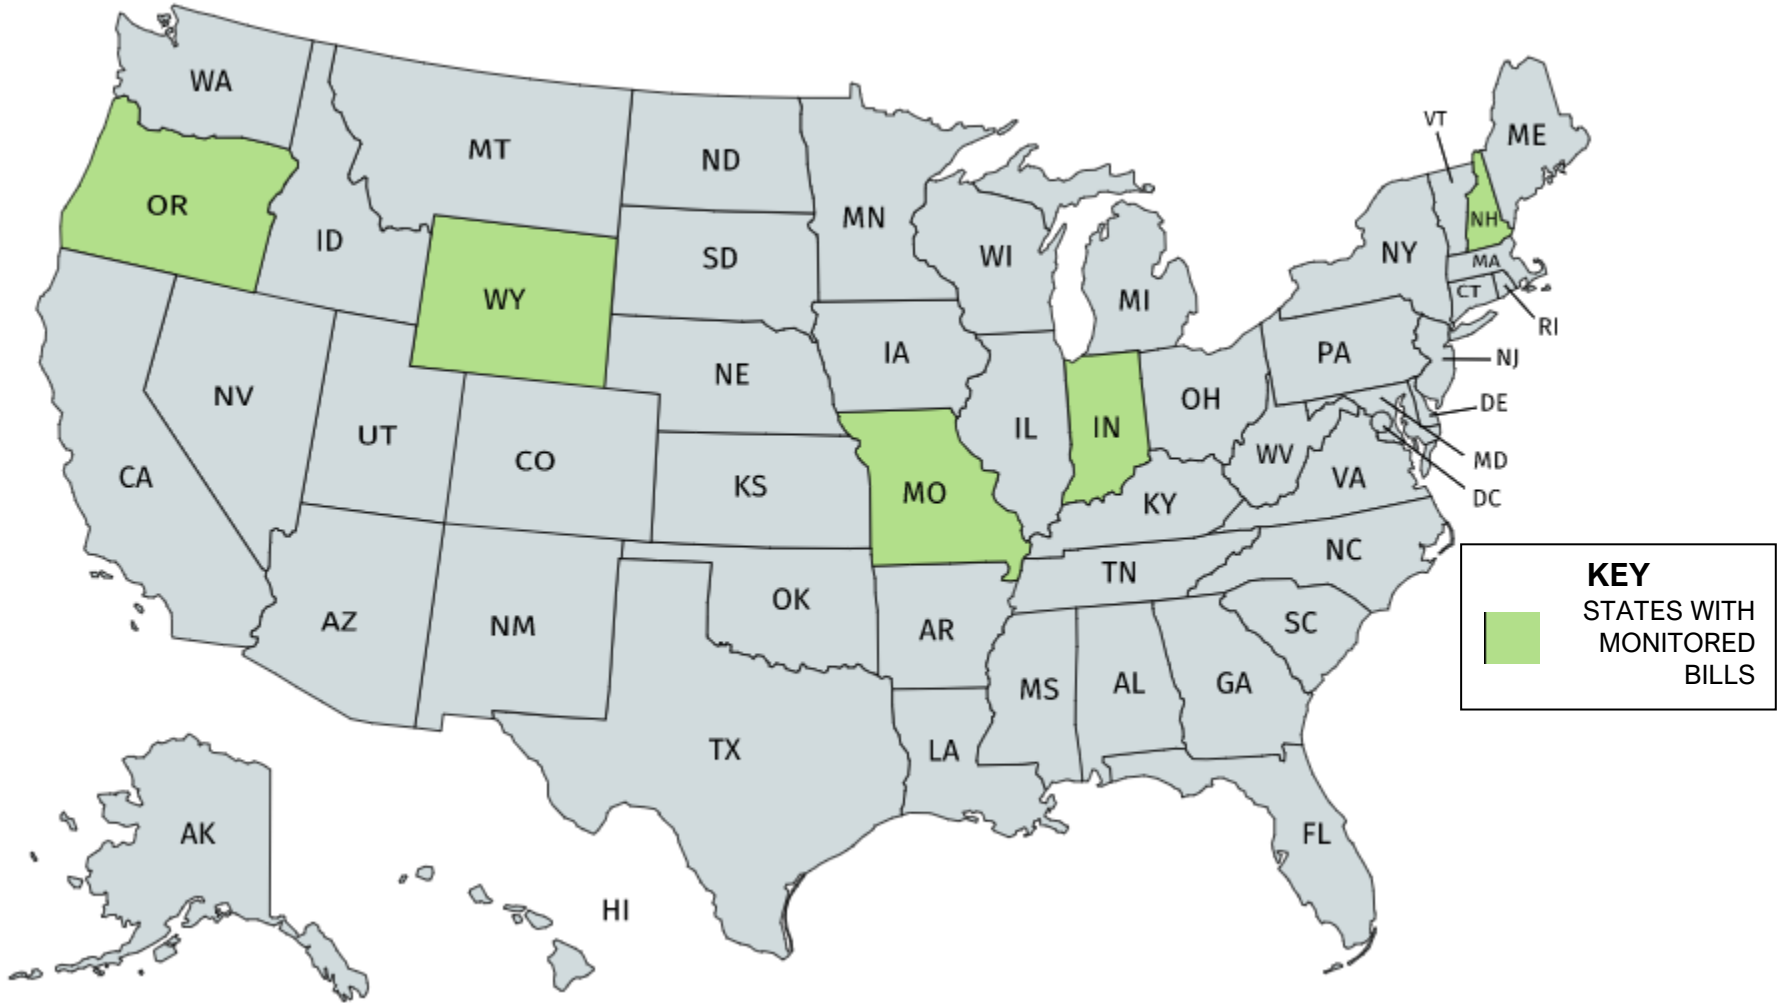 WA
MT
ND
MN
OR
ID
WY
SD
WI
MI
VT
ME
NH
NY
MA
CT
RI
NV
UT
CO
NE
IA
IL
IN
OH
PA
NJ
DE
MD
DC
CA
KS
MO
KY
WV
VA
AZ
NM
OK
AR
TN
NC
SC
TX
LA
MS
AL
GA
FL
AK
HI
KEY
STATES WITH
MONITORED
BILLS